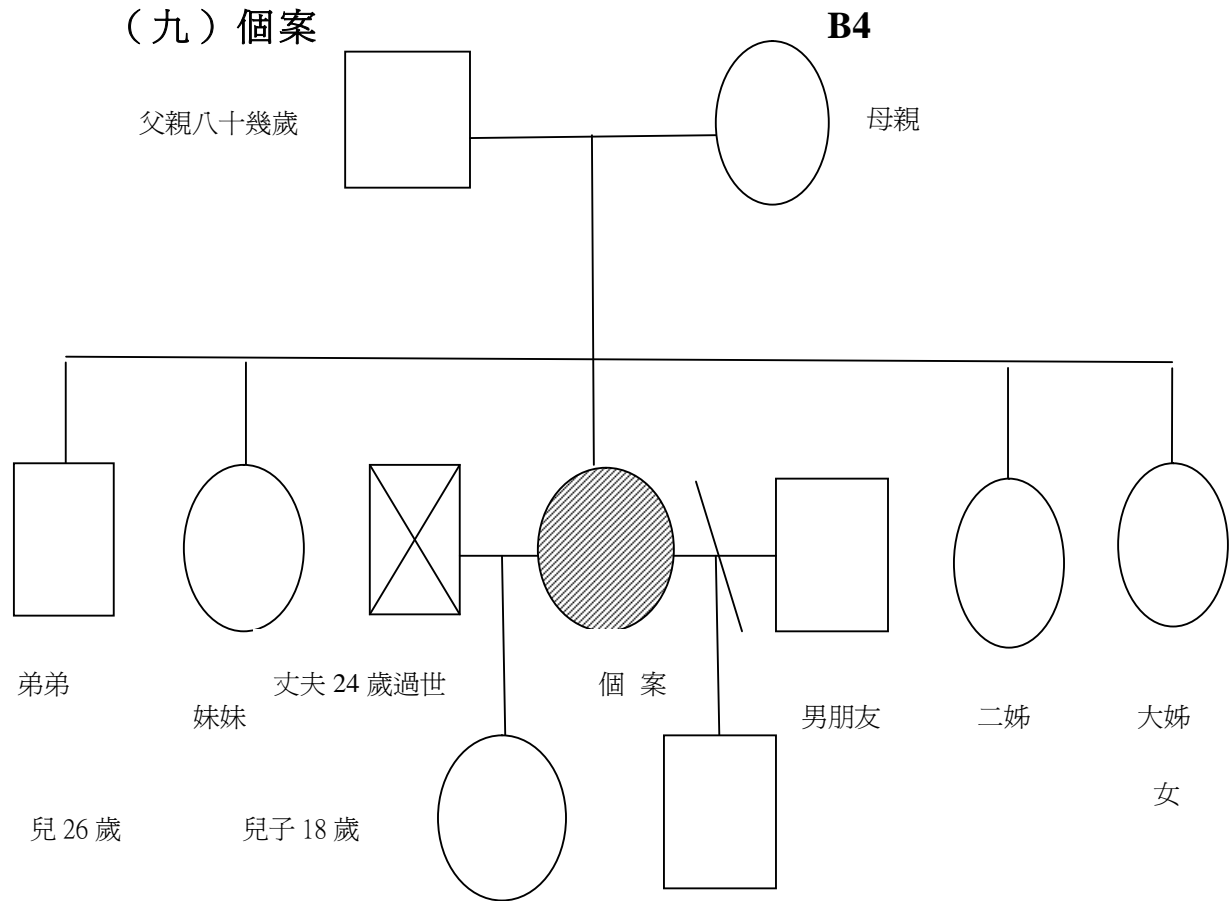 （九）個案 B4
父親八十幾歲 母親
弟弟 丈夫 24 歲過世 個 案
妹妹 男朋友 二姊 大姊
女
兒 26 歲 兒子 18 歲